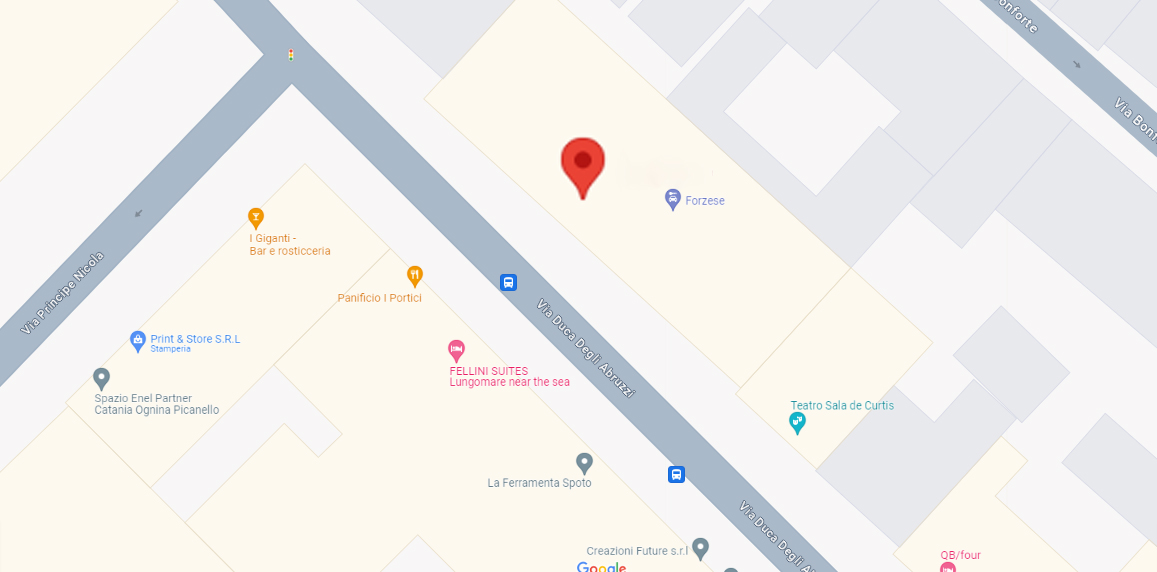 onforte
Via Bonf
Forzese
I Giganti -
Bar e rosticceria
Via Principe Nicola
Panificio I Portici
Via Duca Degli Abruzzi
Print & Store S.R.L
Stamperia
FELLINI SUITES
Lungomare near the sea
Spazio Enel Partner
Catania Ognina Picanello
Teatro Sala de Curtis
La Ferramenta Spoto
Via Duca Degli A
Creazioni Future s.r.l
QB/four
Google